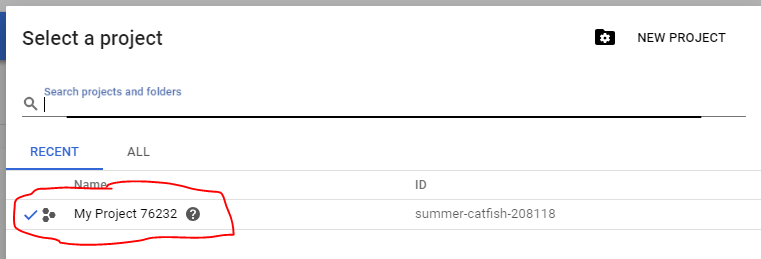 Select a project
NEW PROJECT
Search projects and folders
RECENT ALL
Name ID
My Project 76232 summer-catfish-208118